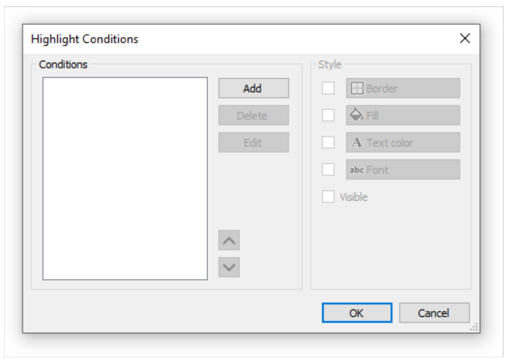 Highlight Conditions
Conditions
Add
Delete
Edit
Style
Border
Fill
A Text color
abc Font
Visible
OK
Cancel